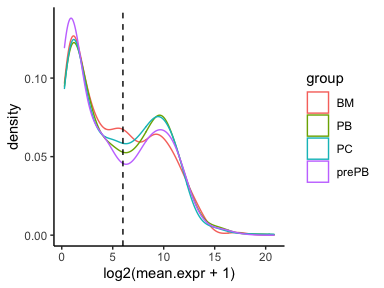 density
0.10
0.05
0.00
0
5
10
15
20
log2(mean.expr + 1)
group
BM
PB
PC
prePB